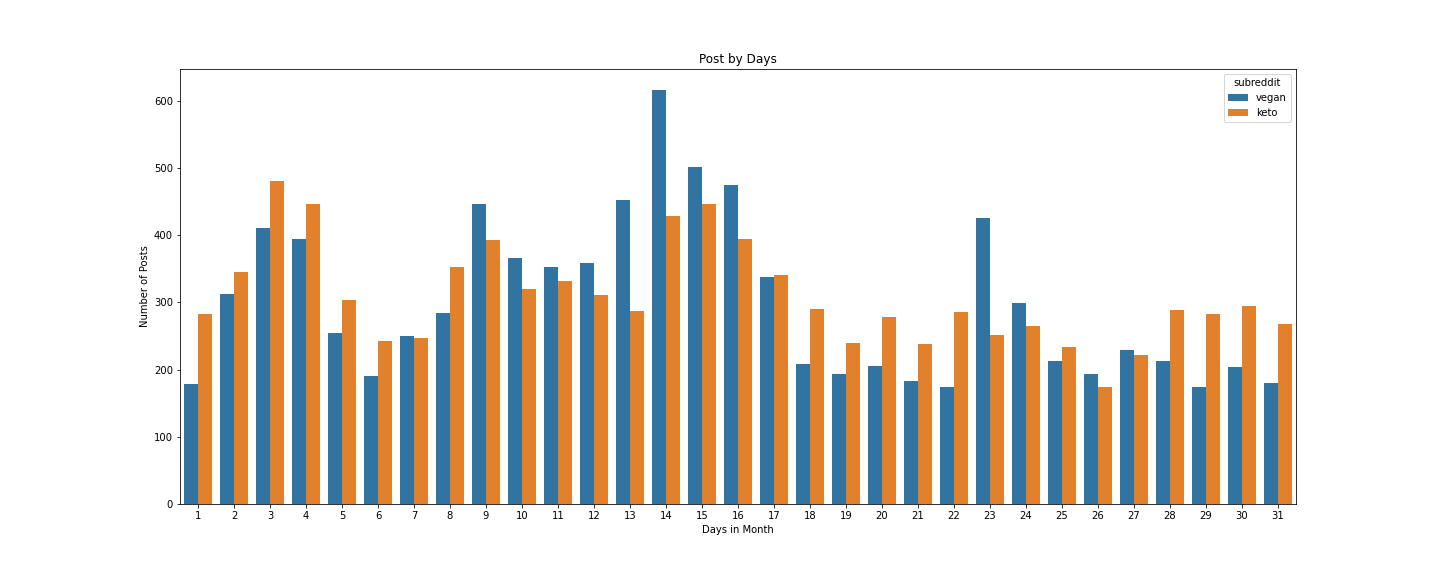 Post by Days
subreddit
vegan
keto
600
500
400
300
200
100
0
Number of Posts
1 2 3 4 5 6 7 8 9 10 11 12 13 14 15 16 17 18 19 20 21 22 23 24 25 26 27 28 29 30 31
Days in Month